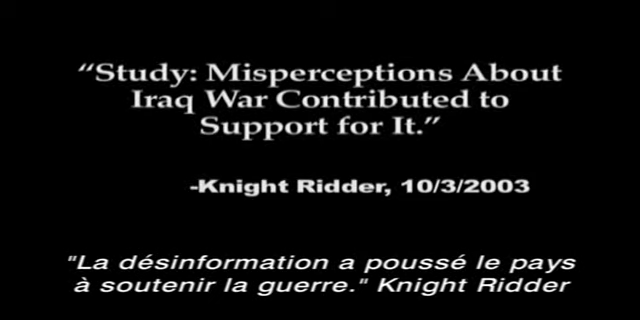 “Study: Misperceptions About
Iraq War Contributed to
Support for It.”
-Knight Ridder, 10/3/2003
"La désinformation a poussé le pays
à soutenir la guerre." Knight Ridder